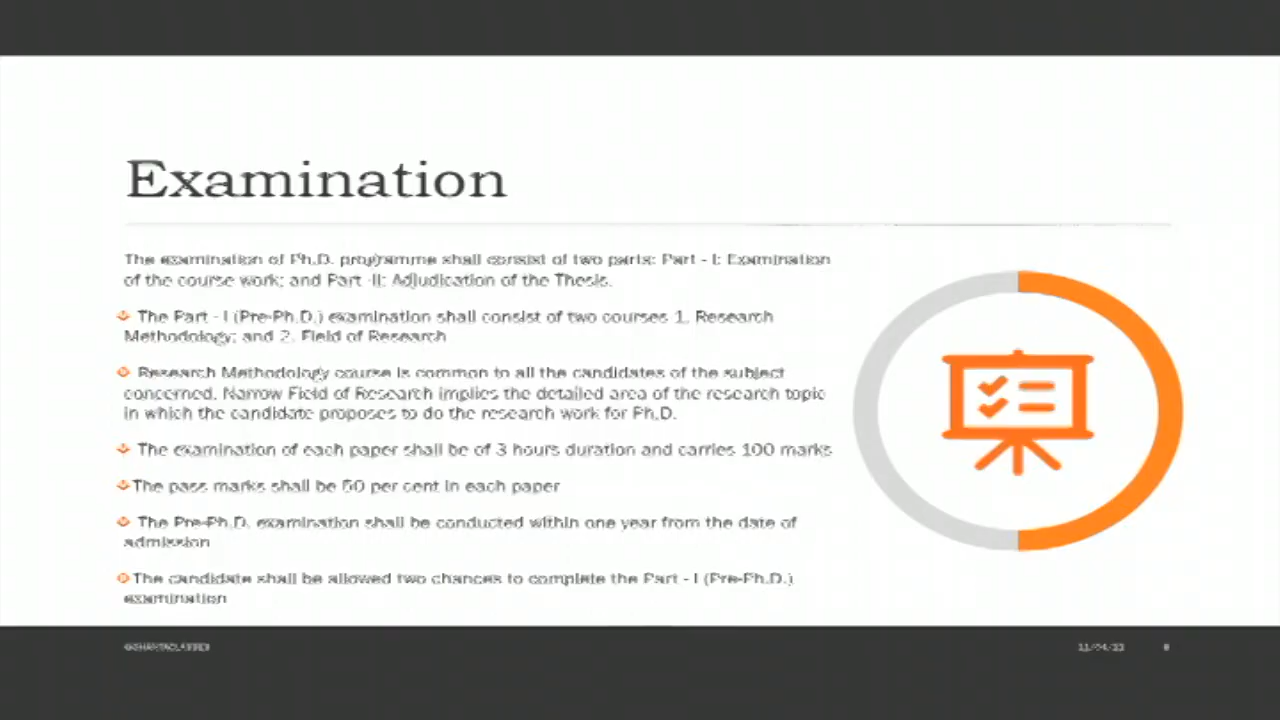 Examination
The examination of Ph.D. programme shall consist of two parts: Part - I: Examination
of the course work; and Part -II: Adjudication of the Thesis.
The Part - I (Pre-Ph.D.) examination shall consist of two courses 1. Research
Methodology; and 2. Field of Research
Research Methodology course is common to all the candidates of the subject
concerned. Narrow Field of Research implies the detailed area of the research topic
in which the candidate proposes to do the research work for Ph.D.
The examination of each paper shall be of 3 hours duration and carries 100 marks
The pass marks shall be 50 per cent in each paper
The Pre-Ph.D. examination shall be conducted within one year from the date of
admission
The candidate shall be allowed two chances to complete the Part - I (Pre-Ph.D.)
examination